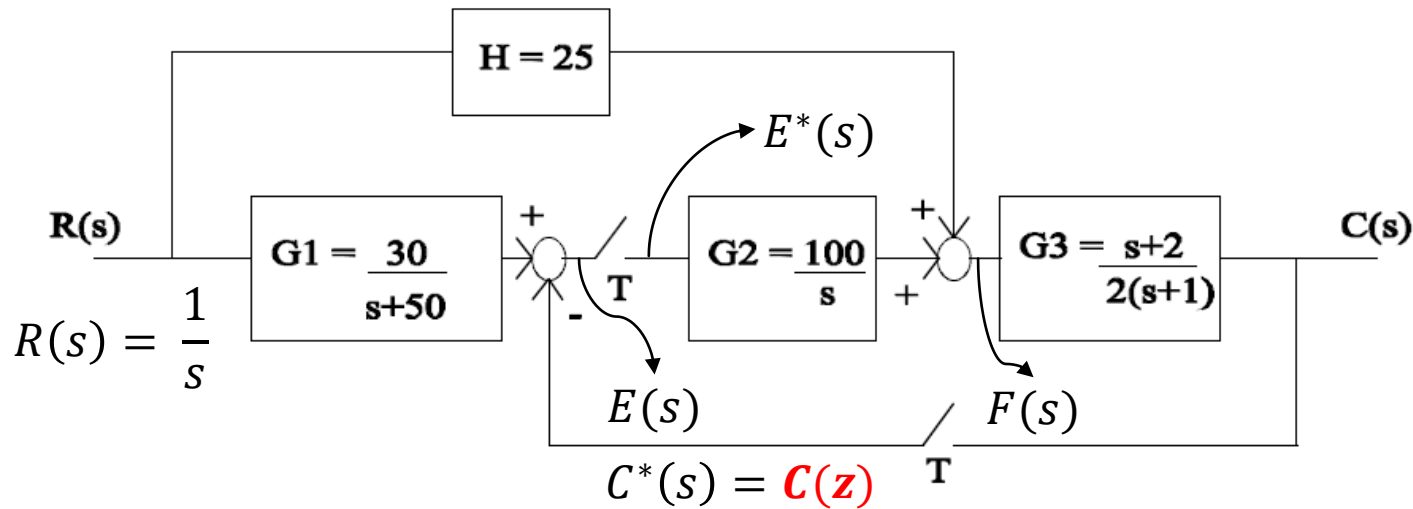 H = 25
E*(s)
R(s)
+
G1 = 30
s+50
+
-
T
G2 = 100
s
+
+
G3 = s+2
2(s+1)
C(s)
R(s) = 1
s
E(s)
F(s)
C*(s) = C(z)
T